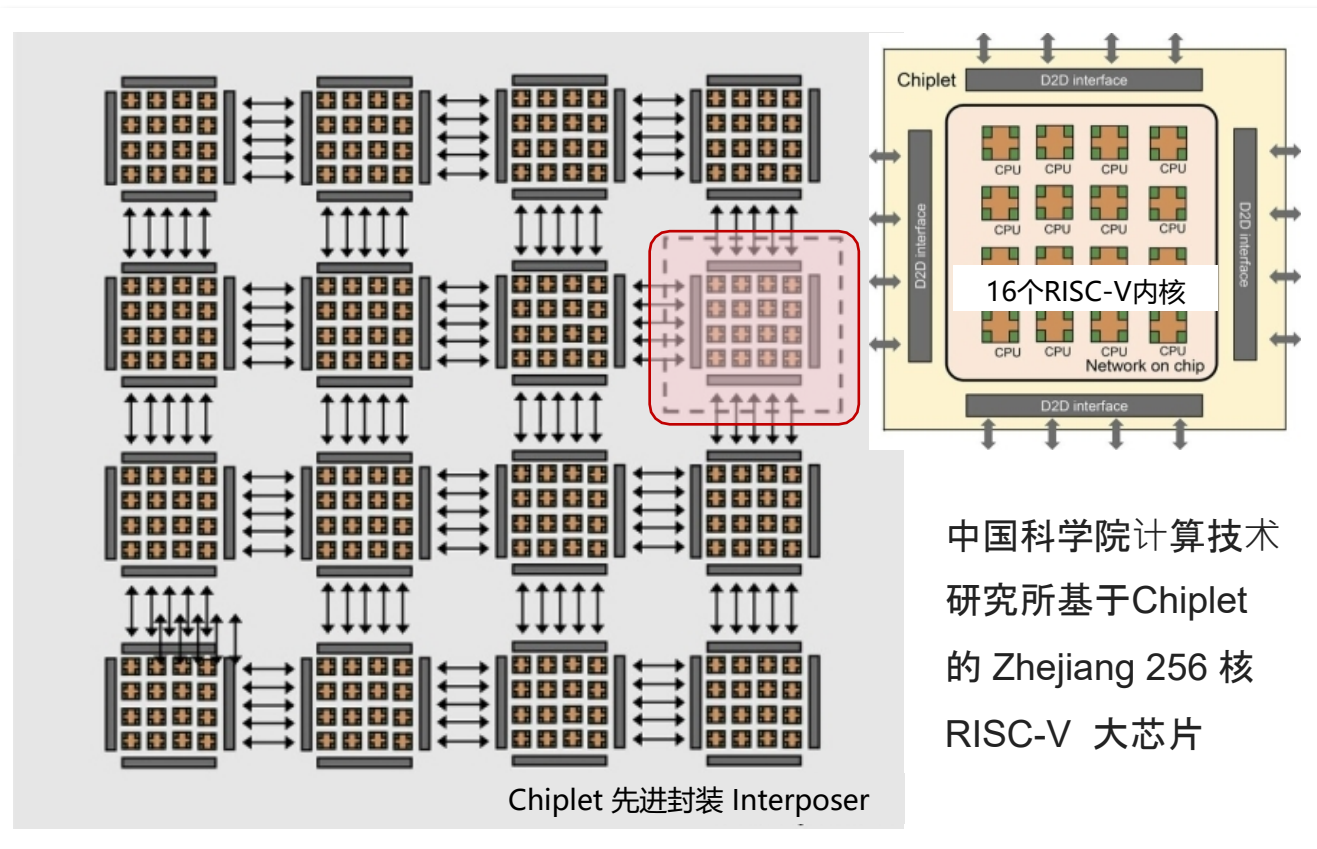 Chiplet
D2D interface
D2D interface
D2D interface
CPU CPU CPU CPU
CPU CPU CPU CPU
16个RISC-V内核
CPU CPU CPU CPU
Network on chip
D2D interface
中国科学院计算技术
研究所基于Chiplet
的 Zhejiang 256 核
RISC-V 大芯片
Chiplet 先进封装 Interposer